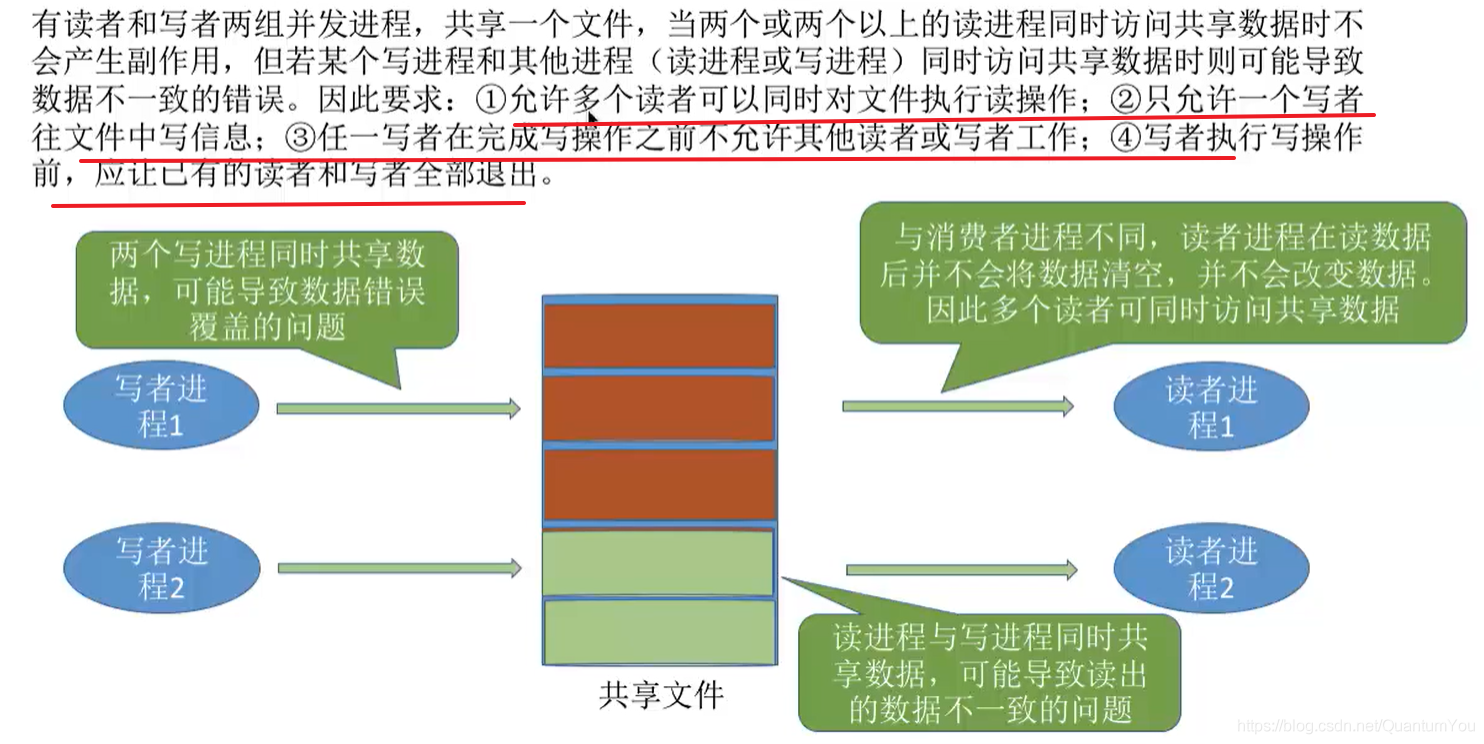 有读者和写者两组并发进程，共享一个文件，当两个或两个以上的读进程同时访问共享数据时不
会产生副作用，但若某个写进程和其他进程（读进程或写进程）同时访问共享数据时则可能导致
数据不一致的错误。因此要求：①允许多个读者可以同时对文件执行读操作；②只允许一个写者
往文件中写信息；③任一写者在完成写操作之前不允许其他读者或写者工作；④写者执行写操作
前，应让已有的读者和写者全部退出。
两个写进程同时共享数
据，可能导致数据错误
覆盖的问题
与消费者进程不同，读者进程在读数据
后并不会将数据清空，并不会改变数据。
因此多个读者可同时访问共享数据
写者进
程1
读者进
程1
写者进
程2
读者进
程2
读进程与写进程同时共
享数据，可能导致读出
的数据不一致的问题
共享文件
https://blog.csdn.net/QuantumYou